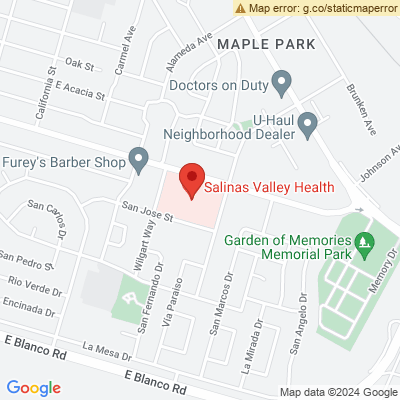 Map error: g.co/staticmaperror
MAPLE PARK
Alameda Ave
Carmel Ave
Oak St
E Acacia St
California St
Doctors on Duty
U-Haul
Neighborhood Dealer
Brunken Ave
Johnson Ave
Furey's Barber Shop
Salinas Valley Health
San Carlos Dr
San Jose St
Wilgart Way
Garden of Memories
Memorial Park
Memory Dr
San Pedro St
Rio Verde Dr
Encinada Dr
San Fernando Dr
Via Paraiso
San Marcos Dr
La Mirada Dr
San Angelo Dr
E Blanco Rd
La Mesa Dr
E Blanco Rd
Google
Map data ©2024 Google